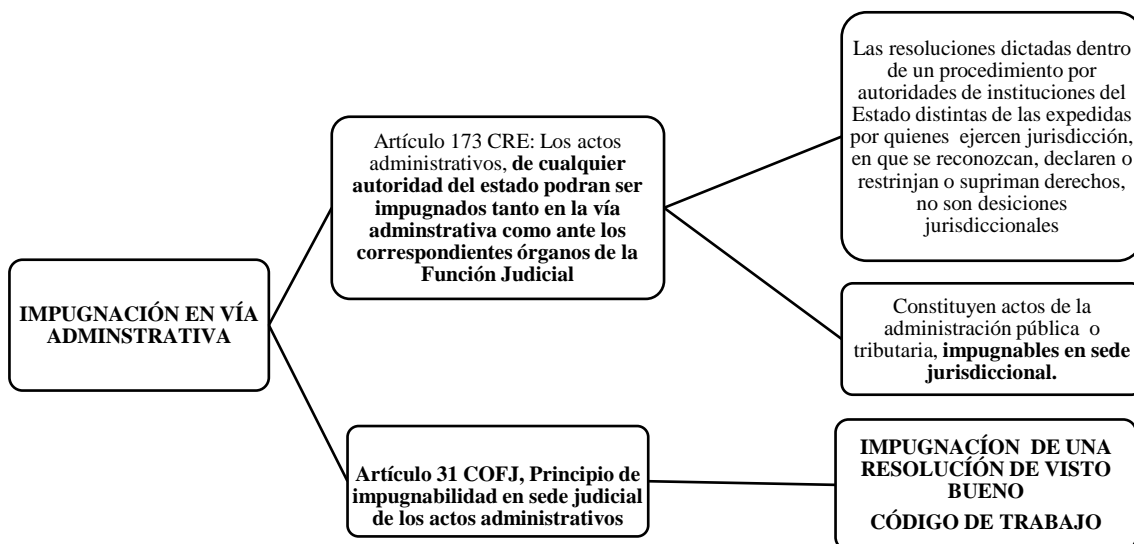 IMPUGNACIÓN EN VÍA
ADMINSTRATIVA
Artículo 173 CRE: Los actos
administrativos, de cualquier
autoridad del estado podran ser
impugnados tanto en la vía
adminstrativa como ante los
correspondientes órganos de la
Función Judicial
Las resoluciones dictadas dentro
de un procedimiento por
autoridades de instituciones del
Estado distintas de las expedidas
por quienes ejercen jurisdicción,
en que se reconozcan, declaren o
restrinjan o supriman derechos,
no son desiciones
jurisdiccionales
Constituyen actos de la
administración pública o
tributaria, impugnables en sede
jurisdiccional.
Artículo 31 COFJ, Principio de
impugnabilidad en sede judicial
de los actos administrativos
IMPUGNACÍON DE UNA
RESOLUCÍÓN DE VISTO
BUENO
CÓDIGO DE TRABAJO